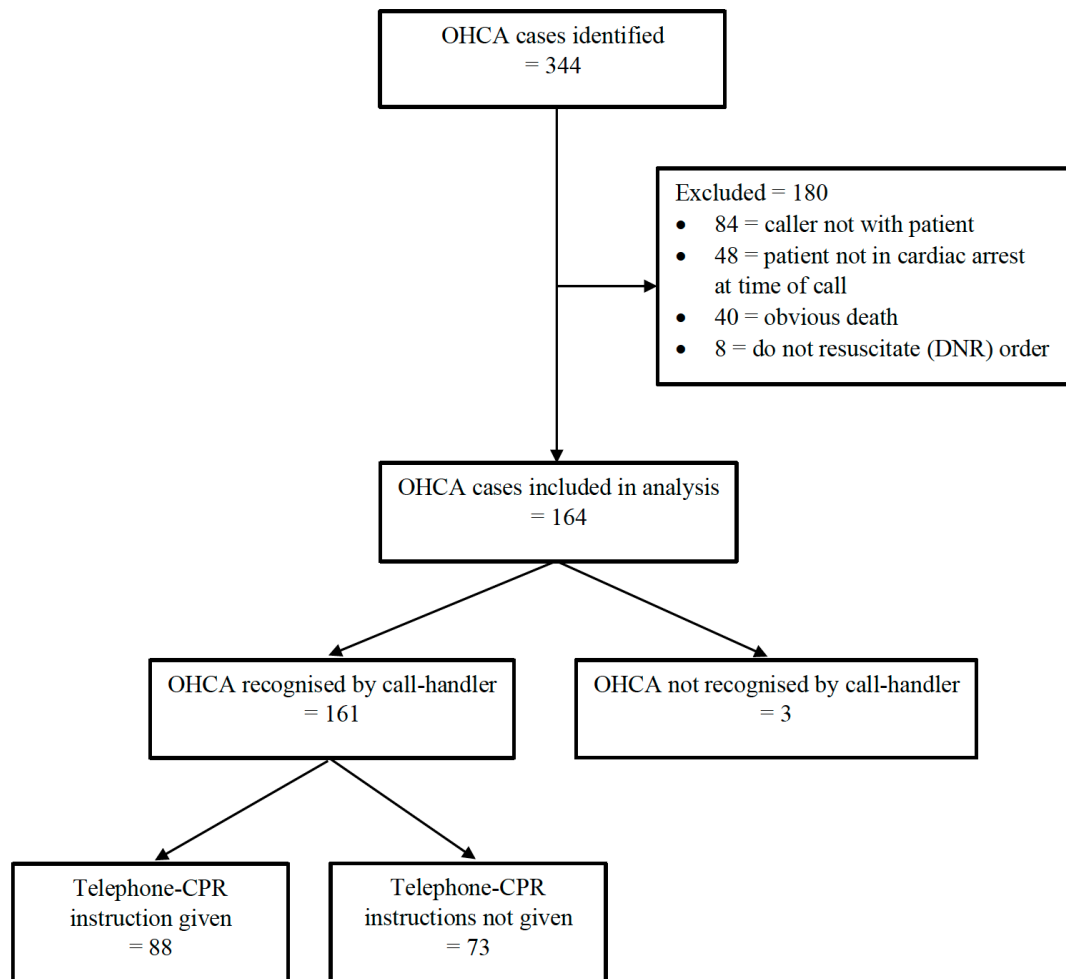 OHCA cases identified
= 344
Excluded = 180
• 84 = caller not with patient
• 48 = patient not in cardiac arrest
at time of call
• 40 = obvious death
• 8 = do not resuscitate (DNR) order
OHCA cases included in analysis
= 164
OHCA recognised by call-handler
= 161
OHCA not recognised by call-handler
= 3
Telephone-CPR
instruction given
= 88
Telephone-CPR
instructions not given
= 73